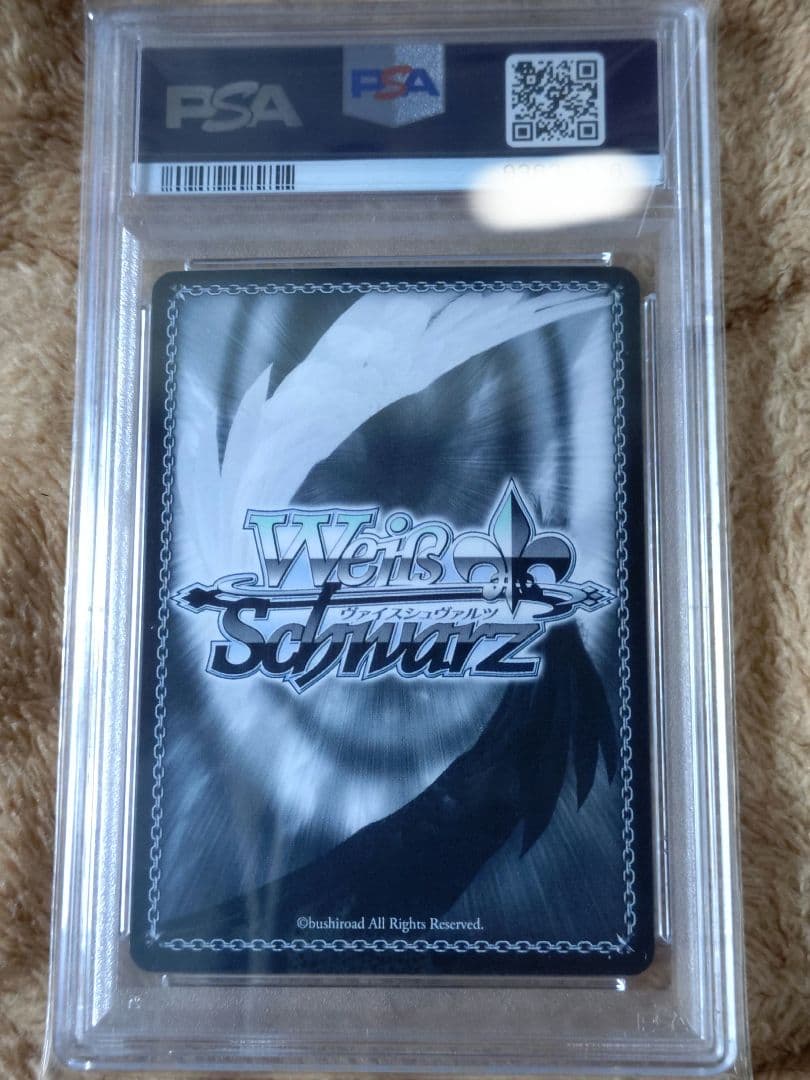 PSA
PSA
Weiß
ヴァイスシュヴァルツ
Schwarz
©bushiroad All Rights Reserved.